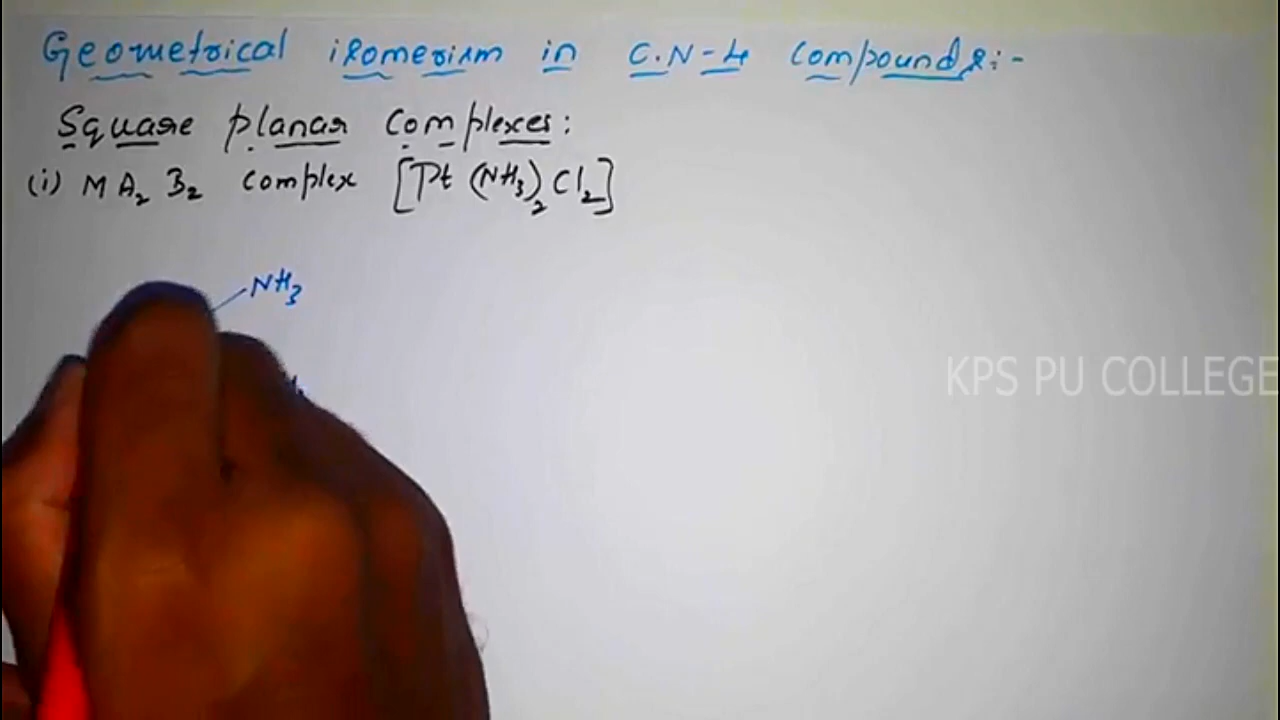 Geometrical isomerism in C.N-4 compounds:-
Square planar complexes:
(i) MA₂B₂ complex [Pt(NH₃)₂Cl₂]
NH₃
KPS PU COLLEGE